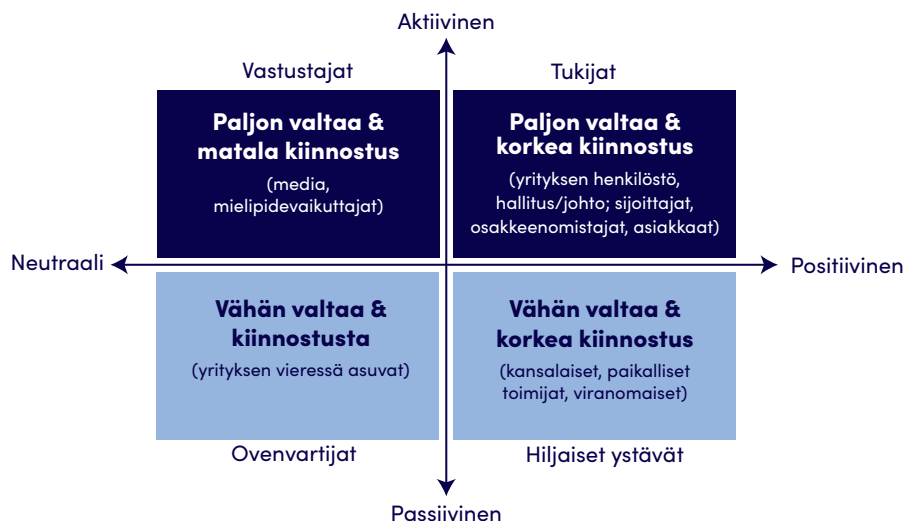 Aktiivinen
Vastustajat
Tukijat
Paljon valtaa &
matala kiinnostus
(media,
mielipidevaikuttajat)
Paljon valtaa &
korkea kiinnostus
(yrityksen henkilöstö,
hallitus/johto; sijoittajat,
osakkeenomistajat, asiakkaat)
Neutraali
Positiivinen
Vähän valtaa &
kiinnostusta
(yrityksen vieressä asuvat)
Vähän valtaa &
korkea kiinnostus
(kansalaiset, paikalliset
toimijat, viranomaiset)
Ovenvartijat
Hiljaiset ystävät
Passiivinen